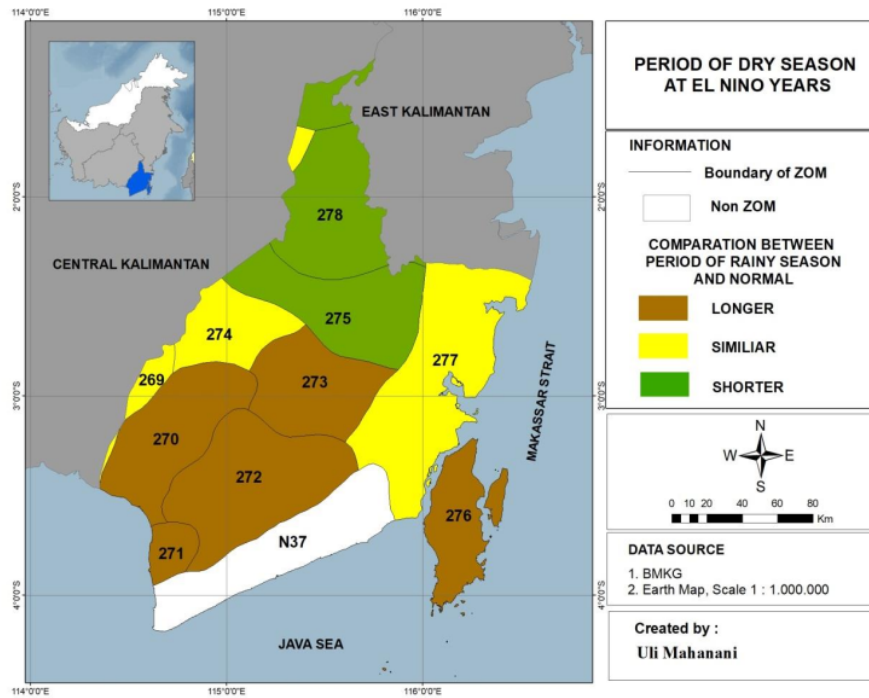 114°0'0"E
115°0'0"E
116°0'0"E
EAST KALIMANTAN
2°0'0"S
2°0'0"S
278
CENTRAL KALIMANTAN
275
274
277
273
269
3°0'0"S
3°0'0"S
270
MAKASSAR STRAIT
272
276
N37
271
4°0'0"S
4°0'0"S
JAVA SEA
114°0'0"E
115°0'0"E
116°0'0"E
PERIOD OF DRY SEASON
AT EL NINO YEARS
INFORMATION
Boundary of ZOM
Non ZOM
COMPARATION BETWEEN
PERIOD OF RAINY SEASON
AND NORMAL
LONGER
SIMILIAR
SHORTER
N
W E
S
0 10 20 40 60 80
Km
DATA SOURCE
1. BMKG
2. Earth Map, Scale 1 : 1.000.000
Created by :
Uli Mahanani